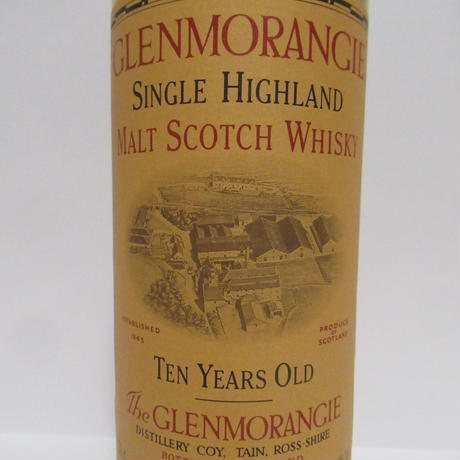 GLENMORANGIE
SINGLE HIGHLAND
MALT SCOTCH WHISKY
ESTABLISHED
1843
PRODUCE
OF
SCOTLAND
TEN YEARS OLD
The GLENMORANGIE
DISTILLERY COY, TAIN, ROSS-SHIRE